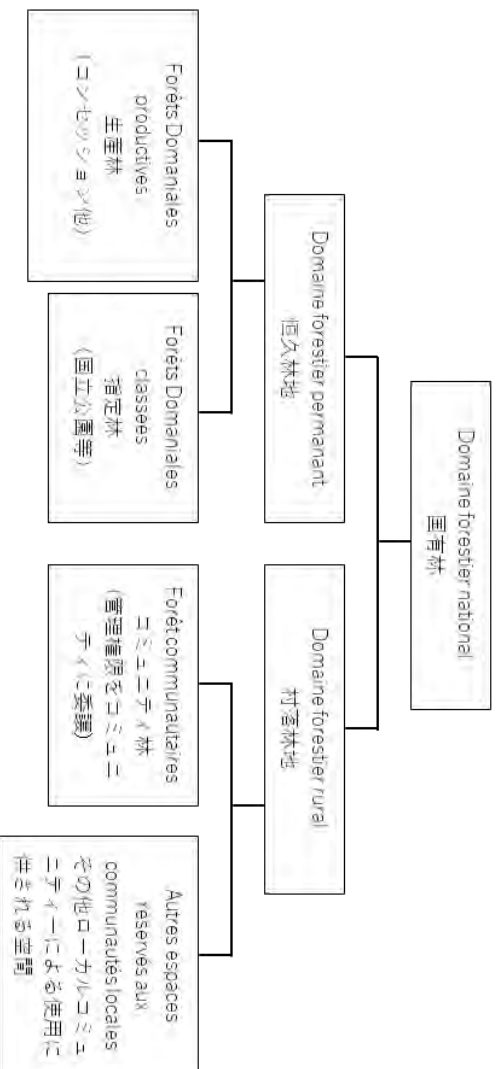 Domaine forestier national
国有林
Domaine forestier permanant
恒久林地
Domaine forestier rural
村落林地
Forêts Domaniales
productives
生産林
(コンセッション他)
Forêts Domaniales
classées
指定林
(国立公園等)
Forêt communautaires
コミュニティ林
(管理権限をコミュニ
ティに委譲)
Autres espaces
réservés aux
communautés locales
その他ローカルコミュ
ニティーによる使用に
供される空間